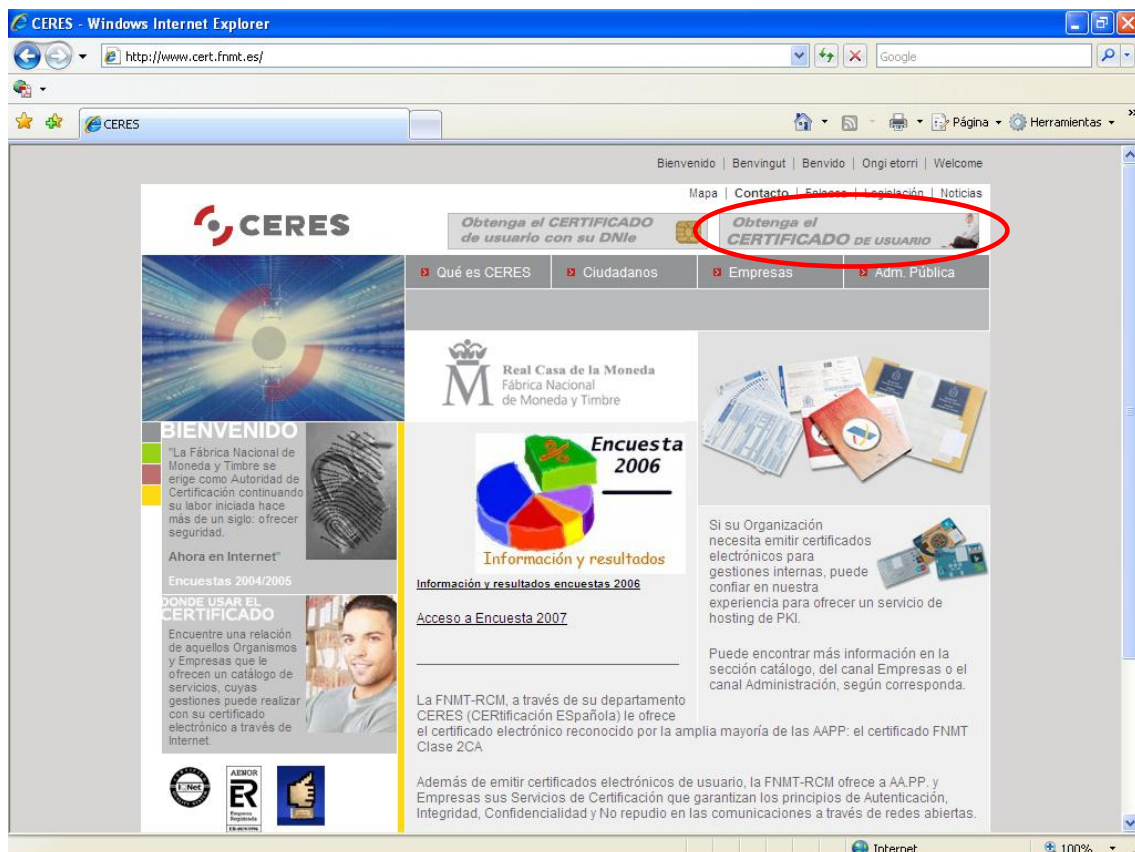 CERES - Windows Internet Explorer
http://www.cert.fnmt.es/
Google
CERES
Página
Herramientas
Bienvenido | Benvingut | Benvido | Ongi etorri | Welcome
Mapa | Contacto | Enlaces | Legislación | Noticias
CERES
Obtenga el CERTIFICADO
de usuario con su DNIe
Obtenga el
CERTIFICADO DE USUARIO
Qué es CERES
Ciudadanos
Empresas
Adm. Pública
Real Casa de la Moneda
Fábrica Nacional
de Moneda y Timbre
BIENVENIDO
"La Fábrica Nacional de
Moneda y Timbre se
erige como Autoridad de
Certificación continuando
su labor iniciada hace
más de un siglo: ofrecer
seguridad.
Ahora en Internet"
Encuestas 2004/2005
DONDE USAR EL
CERTIFICADO
Encuentre una relación
de aquellos Organismos
y Empresas que le
ofrecen un catálogo de
servicios, cuyas
gestiones puede realizar
con su certificado
electrónico a través de
Internet.
AENOR
ER
Empresa
Registrada
Encuesta
2006
Información y resultados
Información y resultados encuestas 2006
Acceso a Encuesta 2007
Si su Organización
necesita emitir certificados
electrónicos para
gestiones internas, puede
confiar en nuestra
experiencia para ofrecer un servicio de
hosting de PKI.
Puede encontrar más información en la
sección catálogo, del canal Empresas o el
canal Administración, según corresponda.
La FNMT-RCM, a través de su departamento
CERES (CERtificación ESpañola) le ofrece
el certificado electrónico reconocido por la amplia mayoría de las AAPP: el certificado FNMT
Clase 2CA
Además de emitir certificados electrónicos de usuario, la FNMT-RCM ofrece a AA.PP. y
Empresas sus Servicios de Certificación que garantizan los principios de Autenticación,
Integridad, Confidencialidad y No repudio en las comunicaciones a través de redes abiertas.
Internet
100%